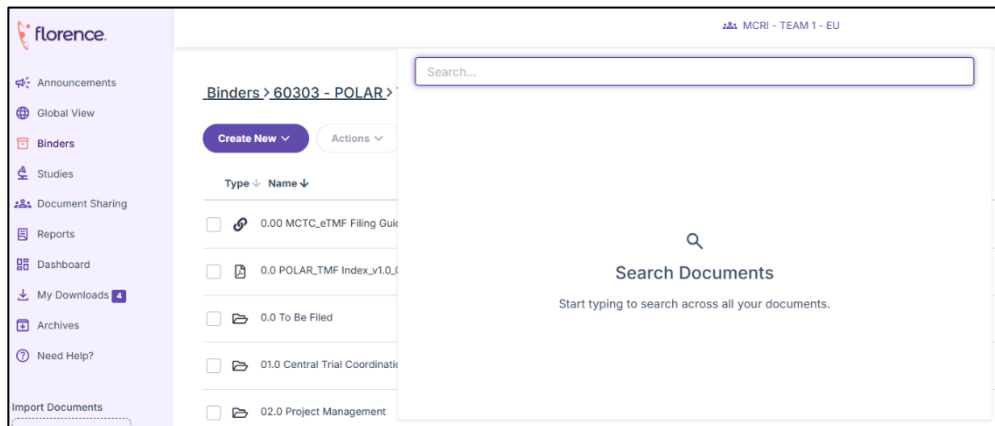 florence.
MCRI - TEAM 1 - EU
Announcements
Global View
Binders
Studies
Document Sharing
Reports
Dashboard
My Downloads 4
Archives
Need Help?
Import Documents
Binders > 60303 - POLAR >
Create New
Actions
Type Name
0.00 MCTC_eTMF Filing Guid
0.0 POLAR_TMF Index_v1.0_0
0.0 To Be Filed
01.0 Central Trial Coordinatio
02.0 Project Management
Search...
Search Documents
Start typing to search across all your documents.